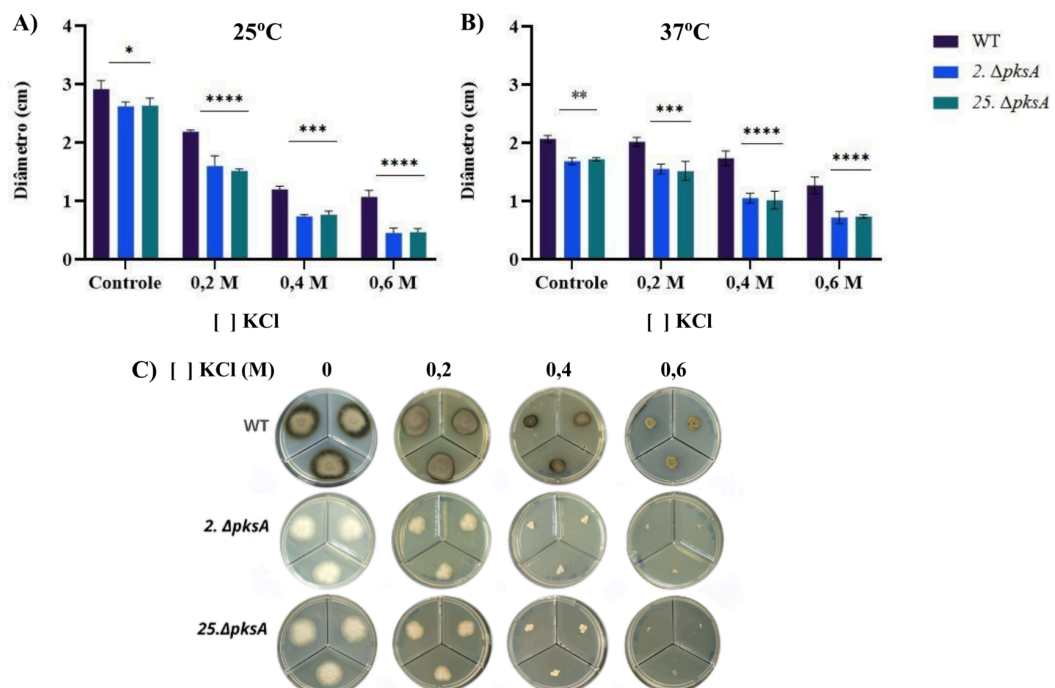 A)
25ºC
Diâmetro (cm)
4
3
2
1
0
*
****
***
****
Controle 0,2 M 0,4 M 0,6 M
[ ] KCl
B)
37ºC
Diâmetro (cm)
4
3
2
1
0
**
***
****
****
Controle 0,2 M 0,4 M 0,6 M
[ ] KCl
WT
2. ΔpksA
25. ΔpksA
C) [ ] KCl (M) 0 0,2 0,4 0,6
WT
2. ΔpksA
25.ΔpksA